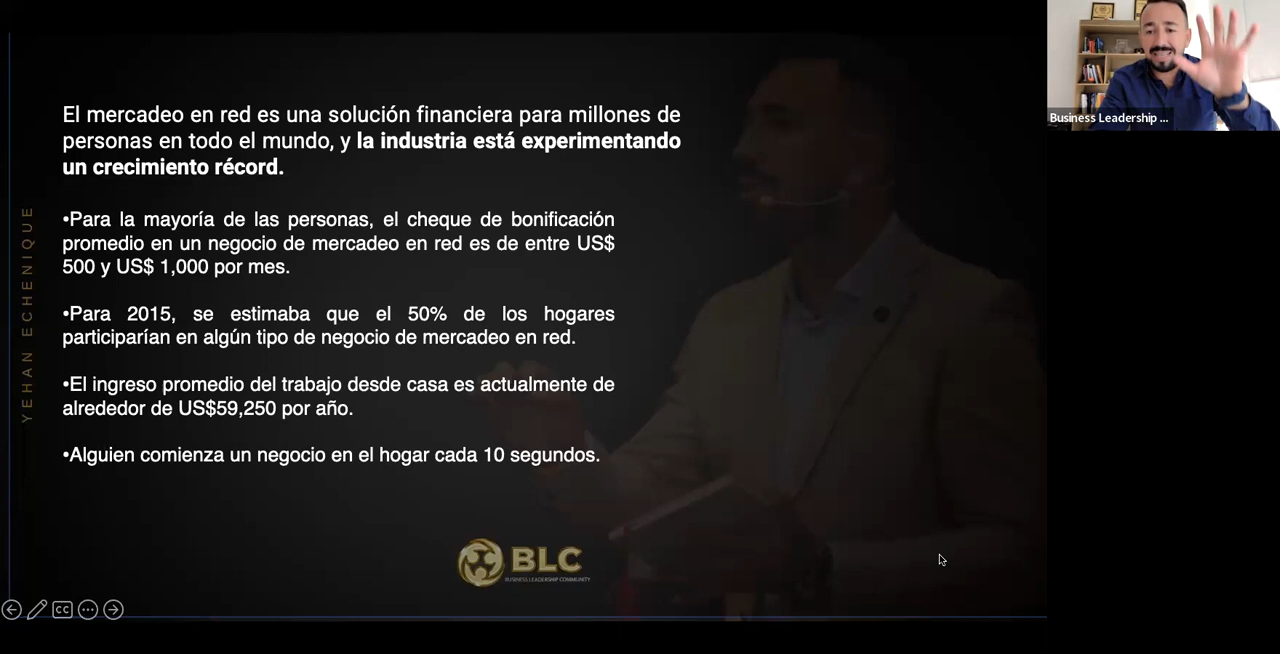 El mercadeo en red es una solución financiera para millones de
personas en todo el mundo, y la industria está experimentando
un crecimiento récord.
•Para la mayoría de las personas, el cheque de bonificación
promedio en un negocio de mercadeo en red es de entre US$
500 y US$ 1,000 por mes.
•Para 2015, se estimaba que el 50% de los hogares
participarían en algún tipo de negocio de mercadeo en red.
•El ingreso promedio del trabajo desde casa es actualmente de
alrededor de US$59,250 por año.
•Alguien comienza un negocio en el hogar cada 10 segundos.
YEHAN ECHENIQUE
BLC
BUSINESS LEADERSHIP COMMUNITY
Business Leadership ...
CC